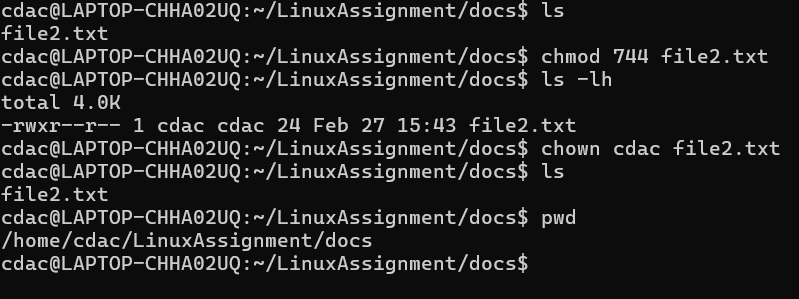 cdac@LAPTOP-CHHA02UQ:~/LinuxAssignment/docs$ ls
file2.txt
cdac@LAPTOP-CHHA02UQ:~/LinuxAssignment/docs$ chmod 744 file2.txt
cdac@LAPTOP-CHHA02UQ:~/LinuxAssignment/docs$ ls -lh
total 4.0K
-rwxr--r-- 1 cdac cdac 24 Feb 27 15:43 file2.txt
cdac@LAPTOP-CHHA02UQ:~/LinuxAssignment/docs$ chown cdac file2.txt
cdac@LAPTOP-CHHA02UQ:~/LinuxAssignment/docs$ ls
file2.txt
cdac@LAPTOP-CHHA02UQ:~/LinuxAssignment/docs$ pwd
/home/cdac/LinuxAssignment/docs
cdac@LAPTOP-CHHA02UQ:~/LinuxAssignment/docs$